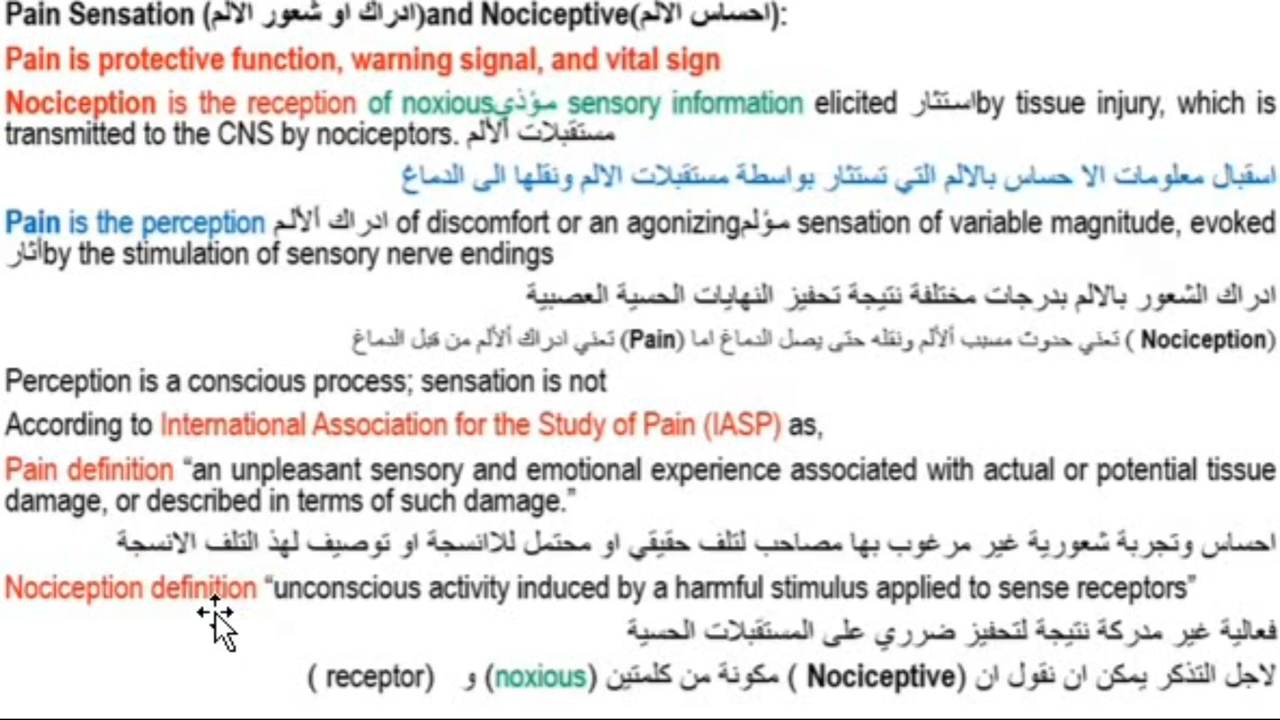 Pain Sensation (ادراك او شعور الألم)and Nociceptive(احساس الألم):
Pain is protective function, warning signal, and vital sign
Nociception is the reception of noxiousمؤذي sensory information elicited استثارby tissue injury, which is
transmitted to the CNS by nociceptors. مستقبلات ألألم
اسقبال معلومات الا حساس بالالم التي تستثار بواسطة مستقبلات الالم ونقلها الى الدماغ
Pain is the perception ادراك ألألم of discomfort or an agonizingمؤلم sensation of variable magnitude, evoked
أثارby the stimulation of sensory nerve endings
ادراك الشعور بالالم بدرجات مختلفة نتيجة تحفيز النهايات الحسية العصبية
(Nociception ) تعني حدوث مسبب ألألم ونقله حتى يصل الدماغ اما (Pain) تعني ادراك ألألم من قبل الدماغ
Perception is a conscious process; sensation is not
According to International Association for the Study of Pain (IASP) as,
Pain definition “an unpleasant sensory and emotional experience associated with actual or potential tissue
damage, or described in terms of such damage.”
احساس وتجربة شعورية غير مرغوب بها مصاحب لتلف حقيقي او محتمل للاانسجة او توصيف لهذ التلف الانسجة
Nociception definition “unconscious activity induced by a harmful stimulus applied to sense receptors”
فعالية غير مدركة نتيجة لتحفيز ضرري على المستقبلات الحسية
لاجل التذكر يمكن ان نقول ان (Nociceptive ) مكونة من كلمتين (noxious) و (receptor )